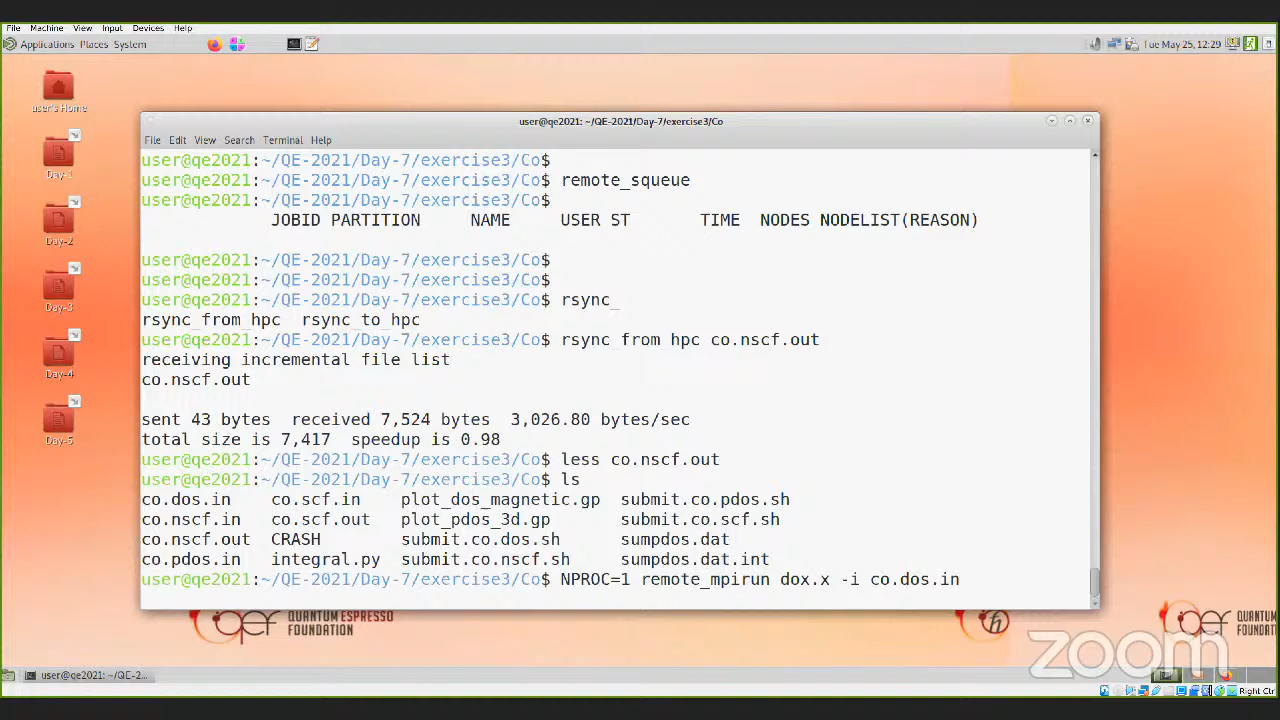 File Machine View Input Devices Help
Applications Places System
Tue May 25, 12:29
user's Home
Day-1
Day-2
Day-3
Day-4
Day-5
user@qe2021: ~/QE-2021/Day-7/exercise3/Co
File Edit View Search Terminal Help
user@qe2021:~/QE-2021/Day-7/exercise3/Co$
user@qe2021:~/QE-2021/Day-7/exercise3/Co$ remote_squeue
user@qe2021:~/QE-2021/Day-7/exercise3/Co$
JOBID PARTITION NAME USER ST TIME NODES NODELIST(REASON)
user@qe2021:~/QE-2021/Day-7/exercise3/Co$
user@qe2021:~/QE-2021/Day-7/exercise3/Co$
user@qe2021:~/QE-2021/Day-7/exercise3/Co$ rsync_
rsync_from_hpc rsync_to_hpc
user@qe2021:~/QE-2021/Day-7/exercise3/Co$ rsync from hpc co.nscf.out
receiving incremental file list
co.nscf.out
sent 43 bytes received 7,524 bytes 3,026.80 bytes/sec
total size is 7,417 speedup is 0.98
user@qe2021:~/QE-2021/Day-7/exercise3/Co$ less co.nscf.out
user@qe2021:~/QE-2021/Day-7/exercise3/Co$ ls
co.dos.in co.scf.in plot_dos_magnetic.gp submit.co.pdos.sh
co.nscf.in co.scf.out plot_pdos_3d.gp submit.co.scf.sh
co.nscf.out CRASH submit.co.dos.sh sumpdos.dat
co.pdos.in integral.py submit.co.nscf.sh sumpdos.dat.int
user@qe2021:~/QE-2021/Day-7/exercise3/Co$ NPROC=1 remote_mpirun dox.x -i co.dos.in
QUANTUM ESPRESSO
FOUNDATION
QUANTUM
FOUNDAT
zoom
user@qe2021: ~/QE-2...
Right Ctrl